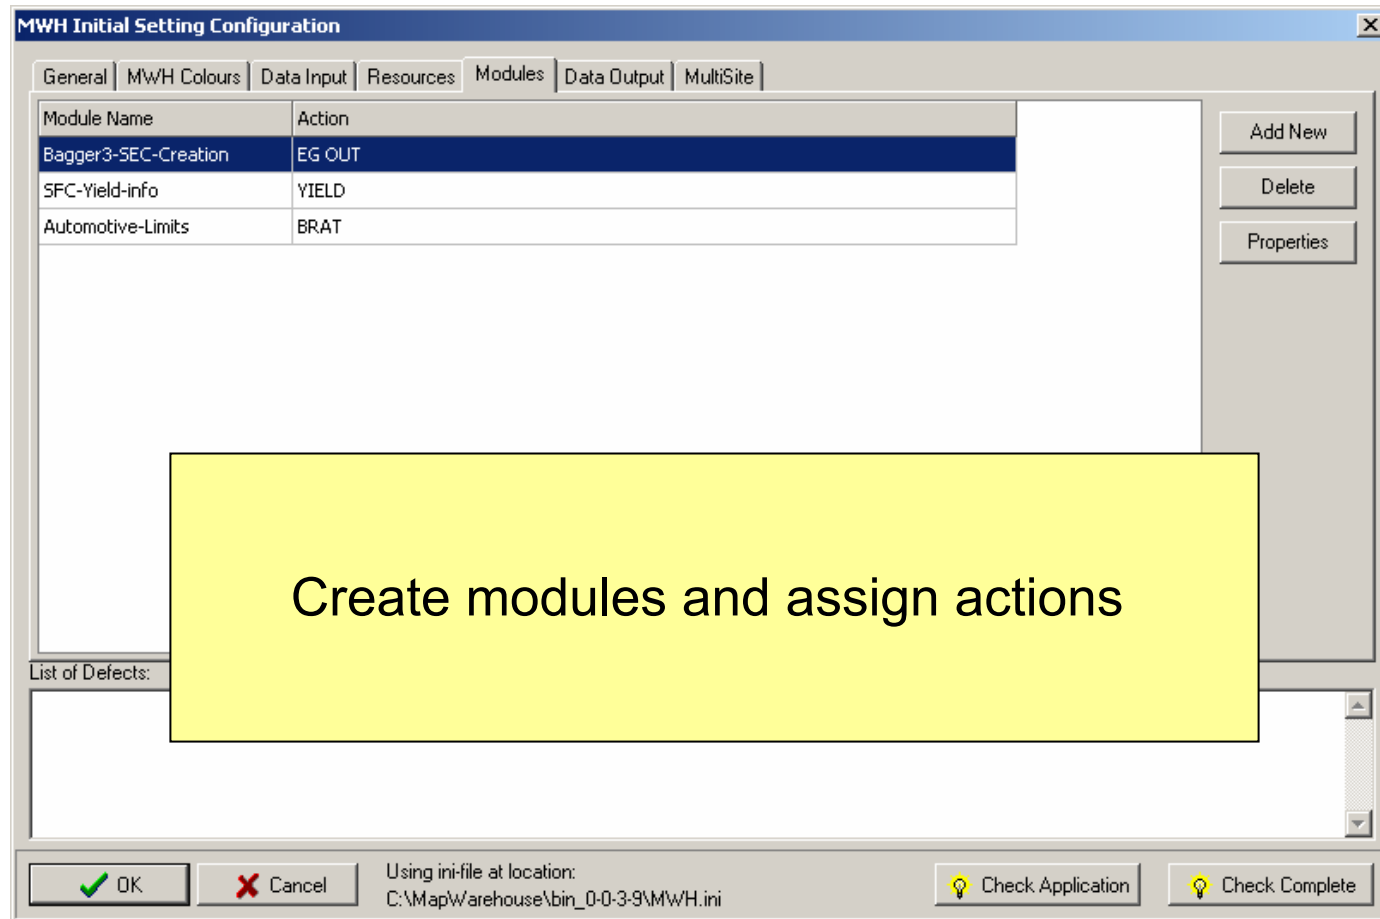 MWH Initial Setting Configuration
General MWH Colours Data Input Resources Modules Data Output MultiSite
Module Name Action
Bagger3-SEC-Creation EG OUT
SFC-Yield-info YIELD
Automotive-Limits BRAT
Add New
Delete
Properties
Create modules and assign actions
List of Defects:
OK Cancel
Using ini-file at location:
C:\MapWarehouse\bin_0-0-3-9\MWH.ini
Check Application Check Complete